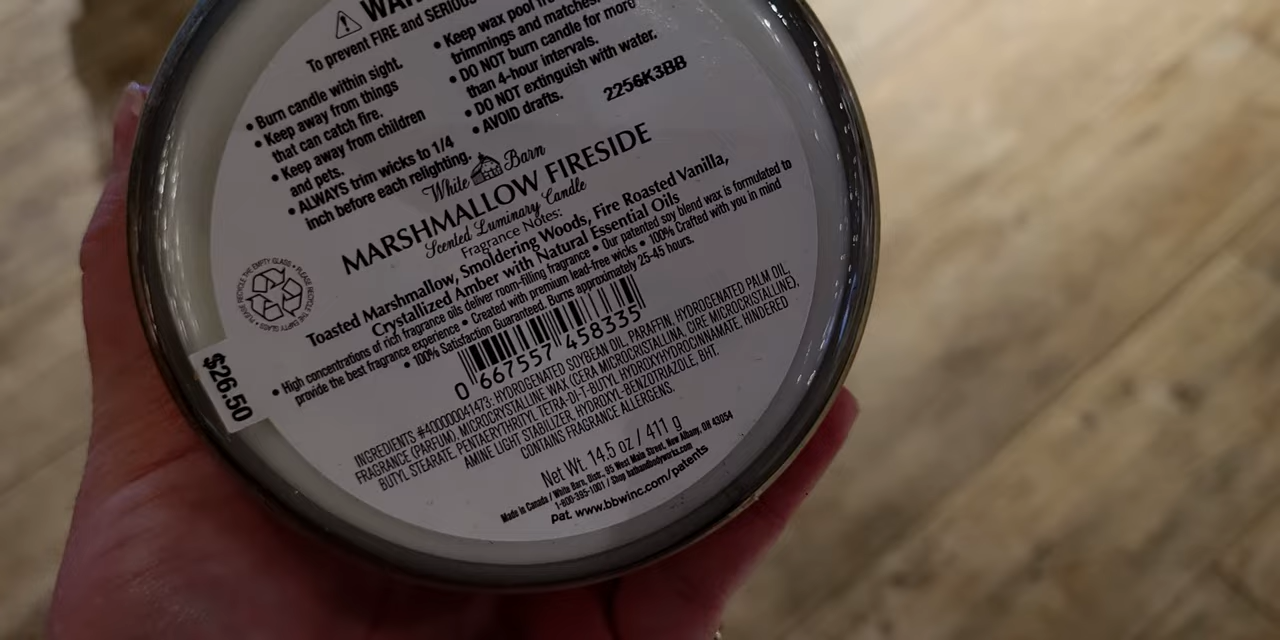 WAR
To prevent FIRE and SERIOUS
• Burn candle within sight.
• Keep away from things
that can catch fire.
• Keep away from children
and pets.
• ALWAYS trim wicks to 1/4
inch before each relighting.
• Keep wax pool
trimmings and matches.
• DO NOT burn candle for more
than 4-hour intervals.
• DO NOT extinguish with water.
• AVOID drafts.
2256K3BB
White Barn
MARSHMALLOW FIRESIDE
Scented Luminary Candle
Fragrance Notes:
Toasted Marshmallow, Smoldering Woods, Fire Roasted Vanilla,
Crystallized Amber with Natural Essential Oils
• High concentrations of rich fragrance oils deliver room-filling fragrance • Our patented soy blend wax is formulated to
provide the best fragrance experience • Created with premium lead-free wicks • 100% Crafted with you in mind
• 100% Satisfaction Guaranteed. Burns approximately 25-45 hours.
PLEASE RECYCLE THE EMPTY GLASS • PLEASE RECYCLE THE EMPTY GLASS •
$26.50
0 667557 458335
INGREDIENTS #40000041473: HYDROGENATED SOYBEAN OIL, PARAFFIN, HYDROGENATED PALM OIL,
FRAGRANCE (PARFUM), MICROCRYSTALLINE WAX (CERA MICROCRISTALLINA, CIRE MICROCRISTALLINE),
BUTYL STEARATE, PENTAERYTHRITYL TETRA-DI-T-BUTYL HYDROXYHYDROCINNAMATE, HINDERED
AMINE LIGHT STABILIZER, HYDROXYL-BENZOTRIAZOLE, BHT.
CONTAINS FRAGRANCE ALLERGENS.
Net Wt. 14.5 oz / 411 g
Made in Canada / White Barn, Distr., 95 West Main Street, New Albany, OH 43054
1-800-395-1001 / Shop bathandbodyworks.com
pat. www.bbwinc.com/patents